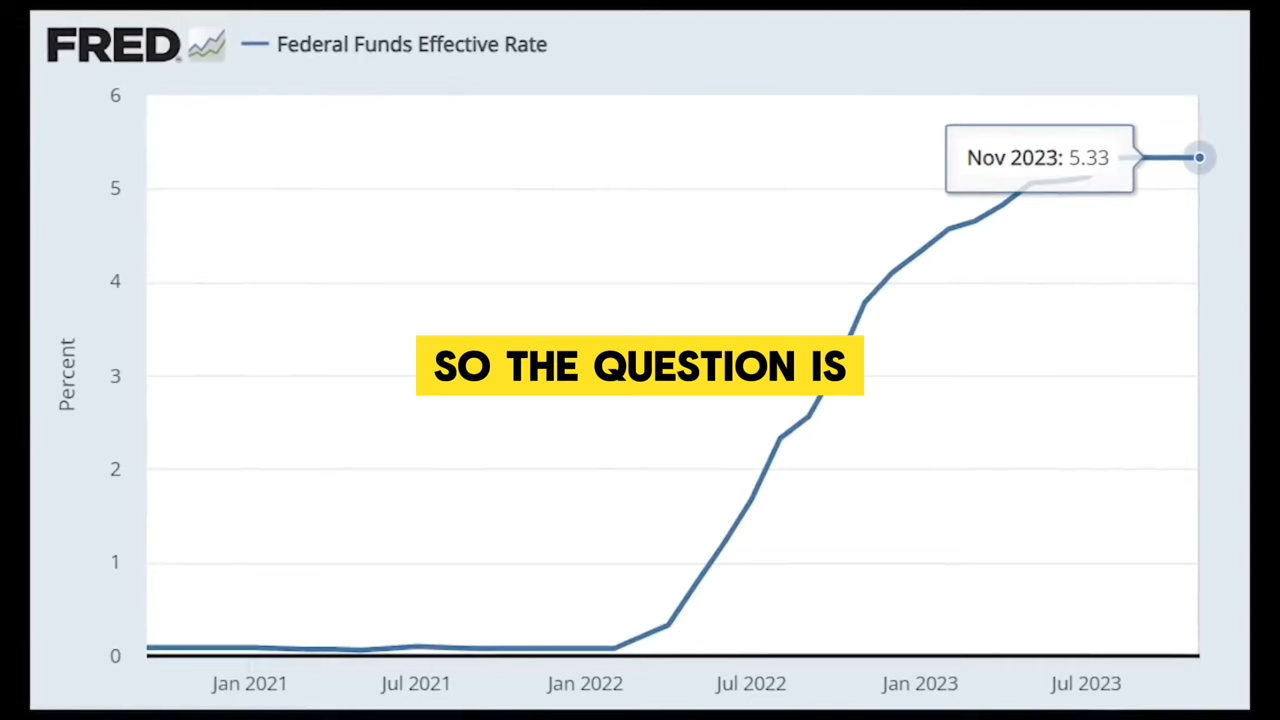 FRED Federal Funds Effective Rate
6
Nov 2023: 5.33
5
4
Percent
SO THE QUESTION IS
3
2
1
0
Jan 2021 Jul 2021 Jan 2022 Jul 2022 Jan 2023 Jul 2023